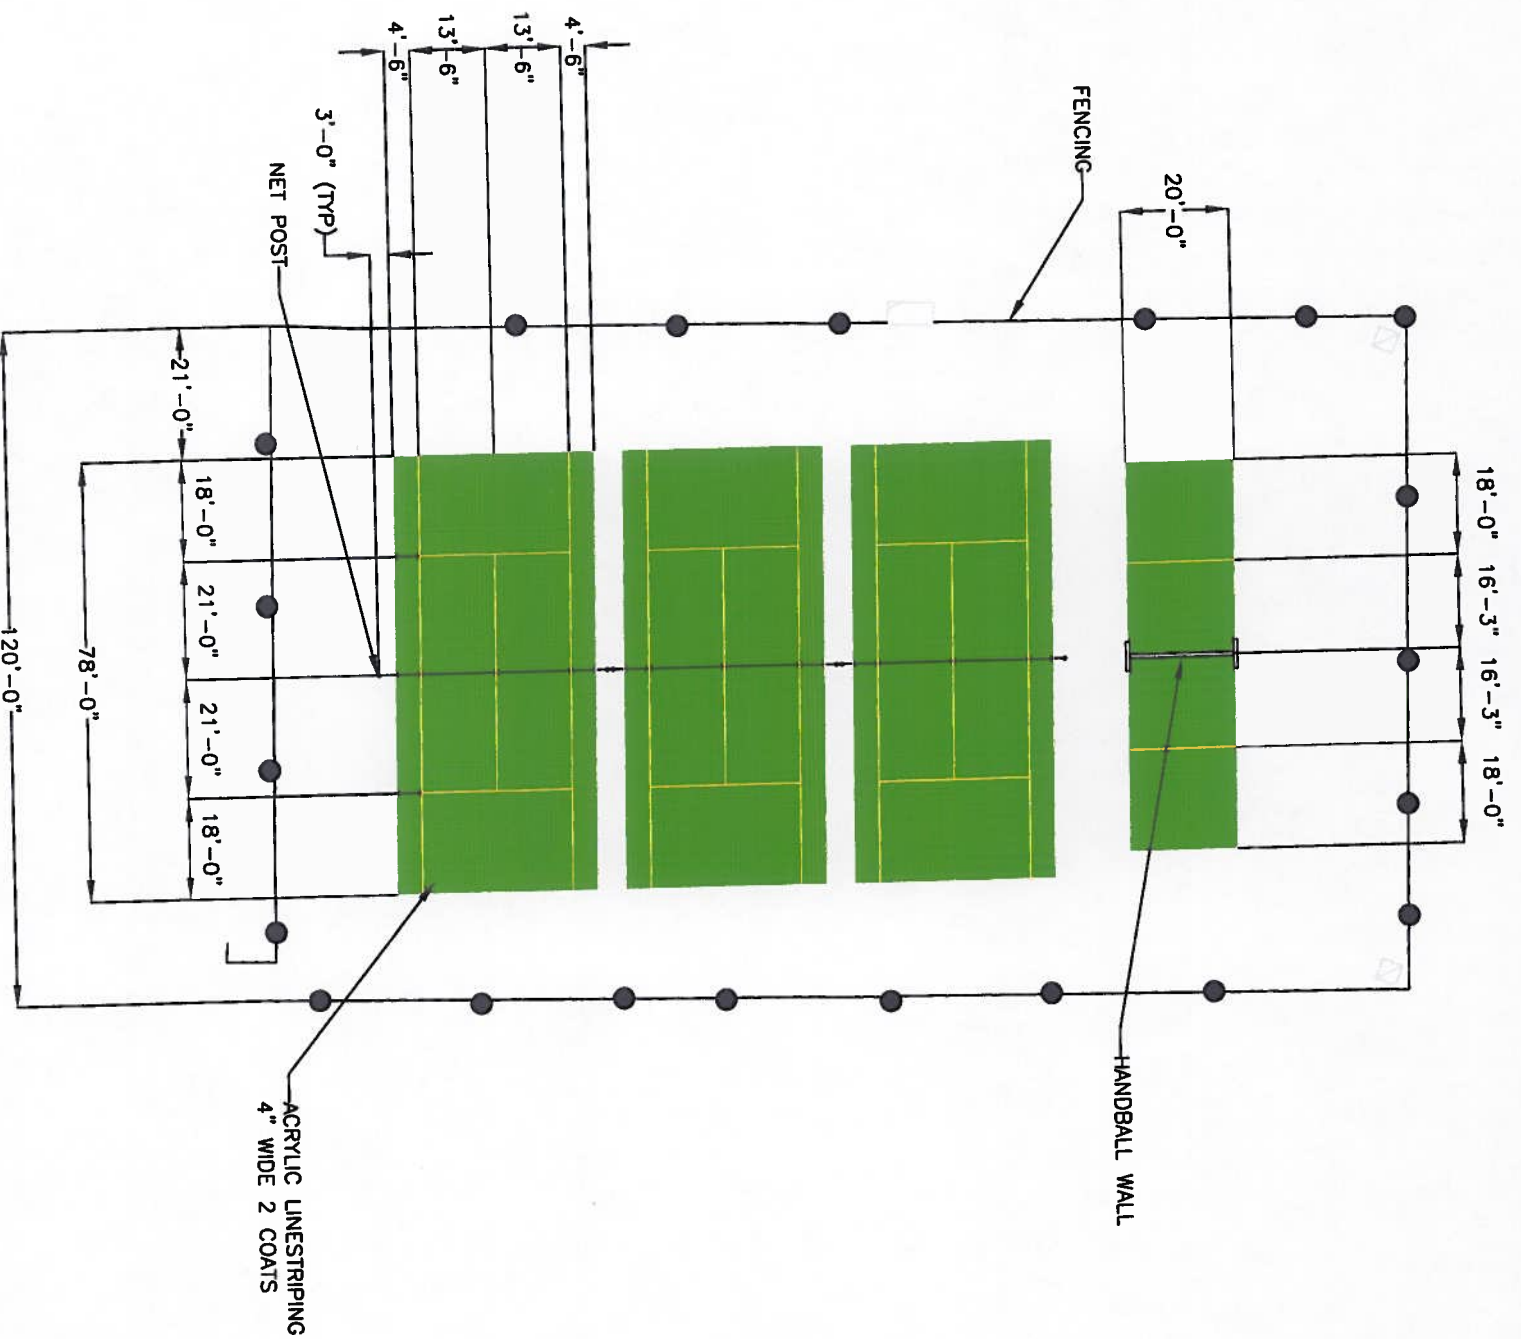 4'-6"
13'-6"
13'-6"
4'-6"
3'-0" (TYP)
NET POST
FENCING
20'-0"
18'-0"
16'-3"
16'-3"
18'-0"
21'-0"
18'-0"
21'-0"
21'-0"
18'-0"
78'-0"
120'-0"
HANDBALL WALL
ACRYLIC LINESTRIPING
4" WIDE 2 COATS